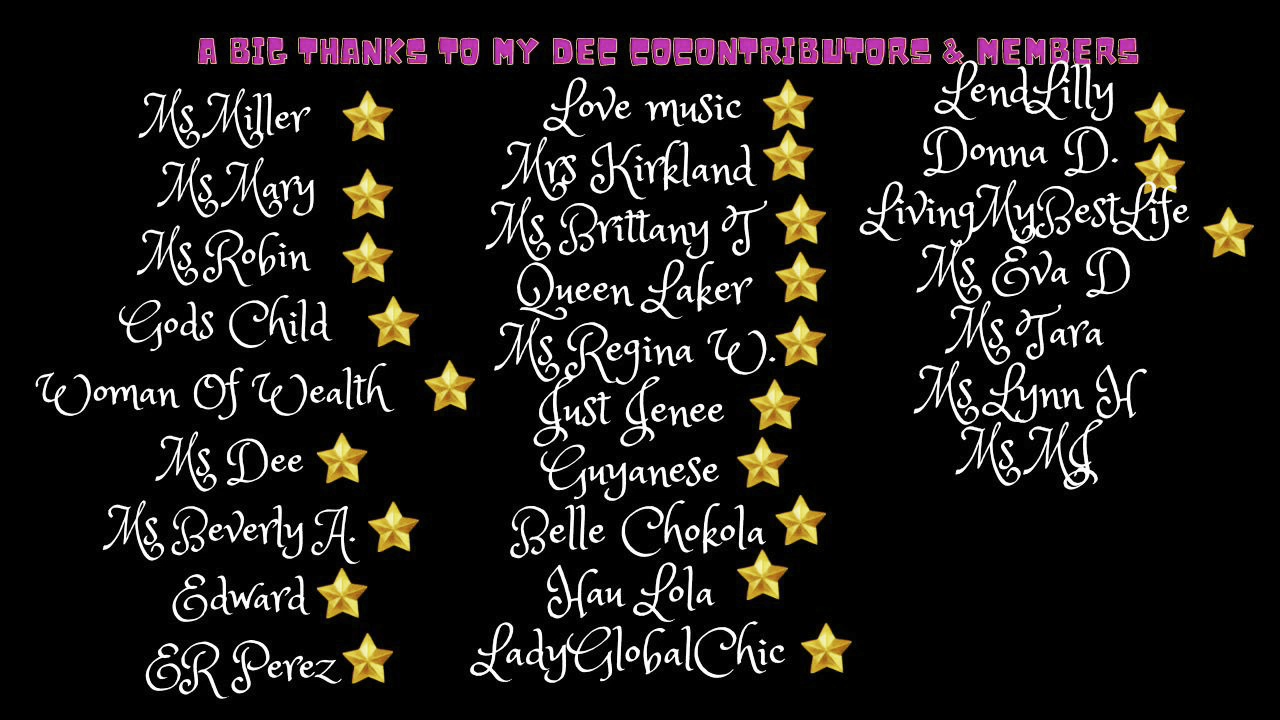 A BIG THANKS TO MY DEC COCONTRIBUTORS & MEMBERS
Ms Miller
Ms Mary
Ms Robin
Gods Child
Woman Of Wealth
Ms Dee
Ms Beverly A.
Edward
ER Perez
Love music
Mrs Kirkland
Ms Brittany T
Queen Laker
Ms Regina W.
Just Jenee
Guyanese
Belle Chokola
Hau Lola
LadyGlobalChic
LendLilly
Donna D.
LivingMyBestLife
Ms Eva D
Ms Tara
Ms Lynn H
Ms MJ